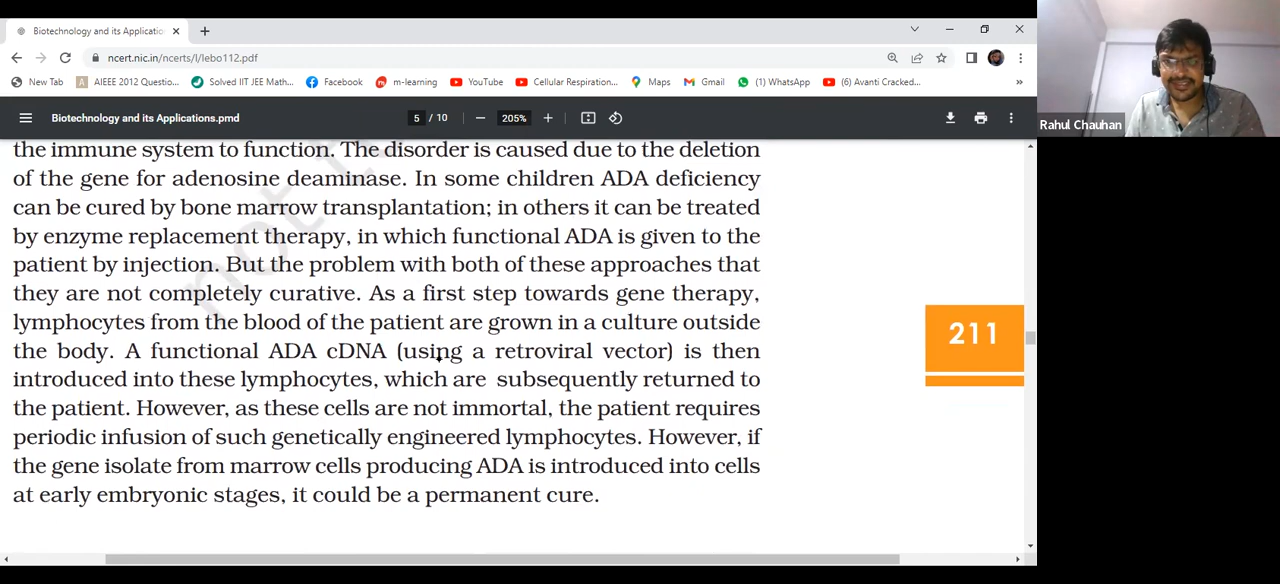 Biotechnology and its Applicatio
ncert.nic.in/ncerts/l/lebo112.pdf
New Tab AIEEE 2012 Questio... Solved IIT JEE Math... Facebook m-learning YouTube Cellular Respiration... Maps Gmail (1) WhatsApp (6) Avanti Cracked... »
Biotechnology and its Applications.pmd 5 / 10 — 205% +
Rahul Chauhan
the immune system to function. The disorder is caused due to the deletion
of the gene for adenosine deaminase. In some children ADA deficiency
can be cured by bone marrow transplantation; in others it can be treated
by enzyme replacement therapy, in which functional ADA is given to the
patient by injection. But the problem with both of these approaches that
they are not completely curative. As a first step towards gene therapy,
lymphocytes from the blood of the patient are grown in a culture outside
the body. A functional ADA cDNA (using a retroviral vector) is then
introduced into these lymphocytes, which are subsequently returned to
the patient. However, as these cells are not immortal, the patient requires
periodic infusion of such genetically engineered lymphocytes. However, if
the gene isolate from marrow cells producing ADA is introduced into cells
at early embryonic stages, it could be a permanent cure.
211
not